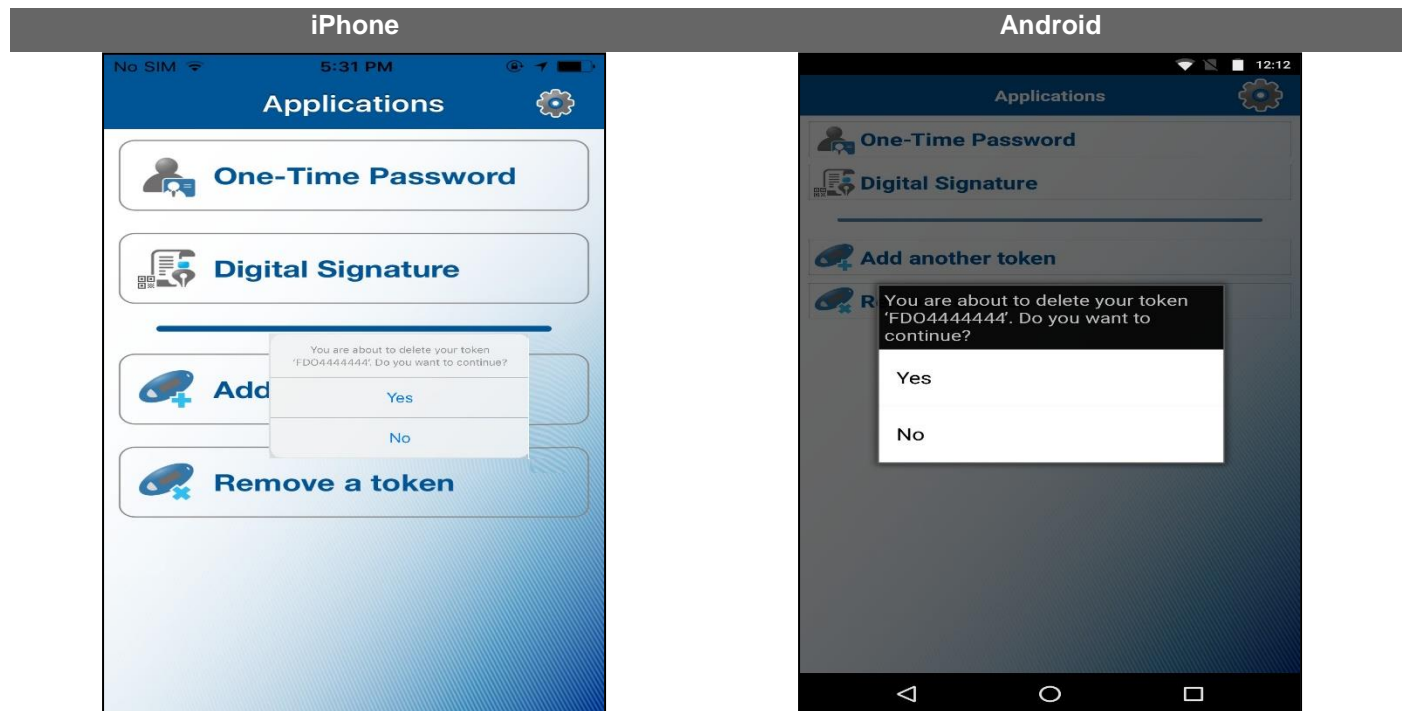 iPhone
Android
No SIM
5:31 PM
Applications
One-Time Password
Digital Signature
You are about to delete your token
'FDO4444444'. Do you want to continue?
Add
Yes
No
Remove a token
12:12
Applications
One-Time Password
Digital Signature
Add another token
R
You are about to delete your token
'FDO4444444'. Do you want to
continue?
Yes
No